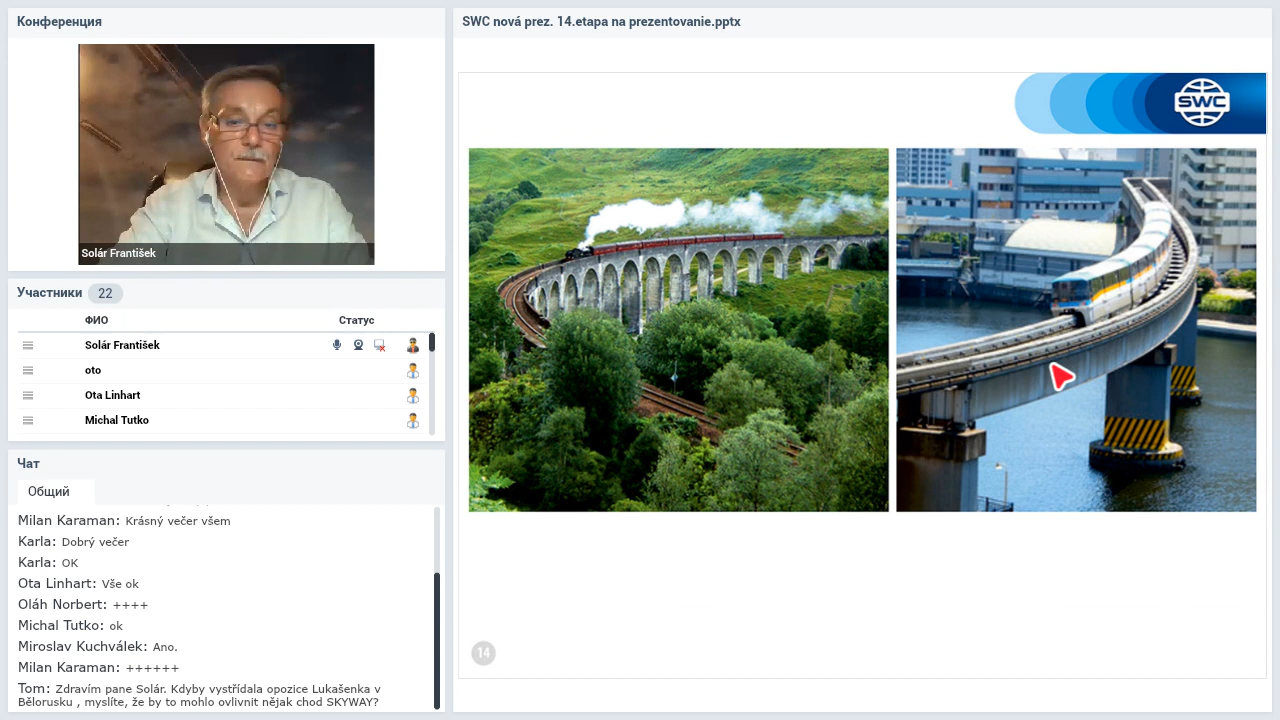 Конференция
Solár František
Участники 22
ФИО Статус
Solár František
oto
Ota Linhart
Michal Tutko
Чат
Общий
Milan Karaman: Krásný večer všem
Karla: Dobrý večer
Karla: OK
Ota Linhart: Vše ok
Oláh Norbert: ++++
Michal Tutko: ok
Miroslav Kuchválek: Ano.
Milan Karaman: ++++++
Tom: Zdravím pane Solár. Kdyby vystřídala opozice Lukašenka v
Bělorusku , myslíte, že by to mohlo ovlivnit nějak chod SKYWAY?
SWC nová prez. 14.etapa na prezentovanie.pptx
SWC
14